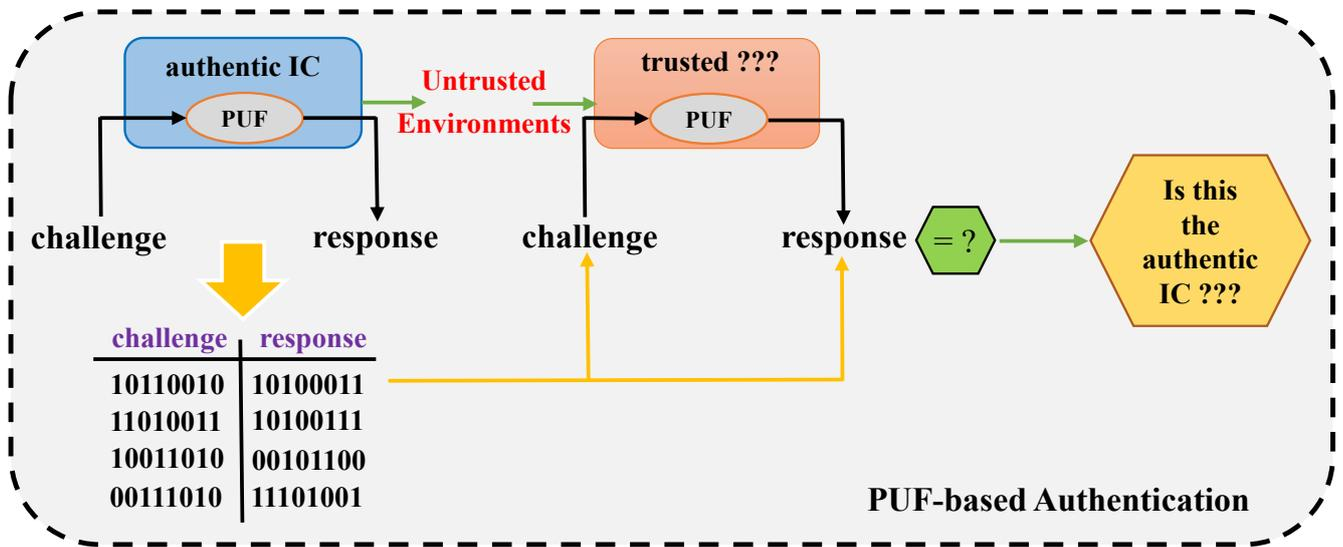 authentic IC
PUF
Untrusted
Environments
trusted ???
PUF
challenge
response
challenge
response
= ?
Is this
the
authentic
IC ???
challenge response
10110010 10100011
11010011 10100111
10011010 00101100
00111010 11101001
PUF-based Authentication